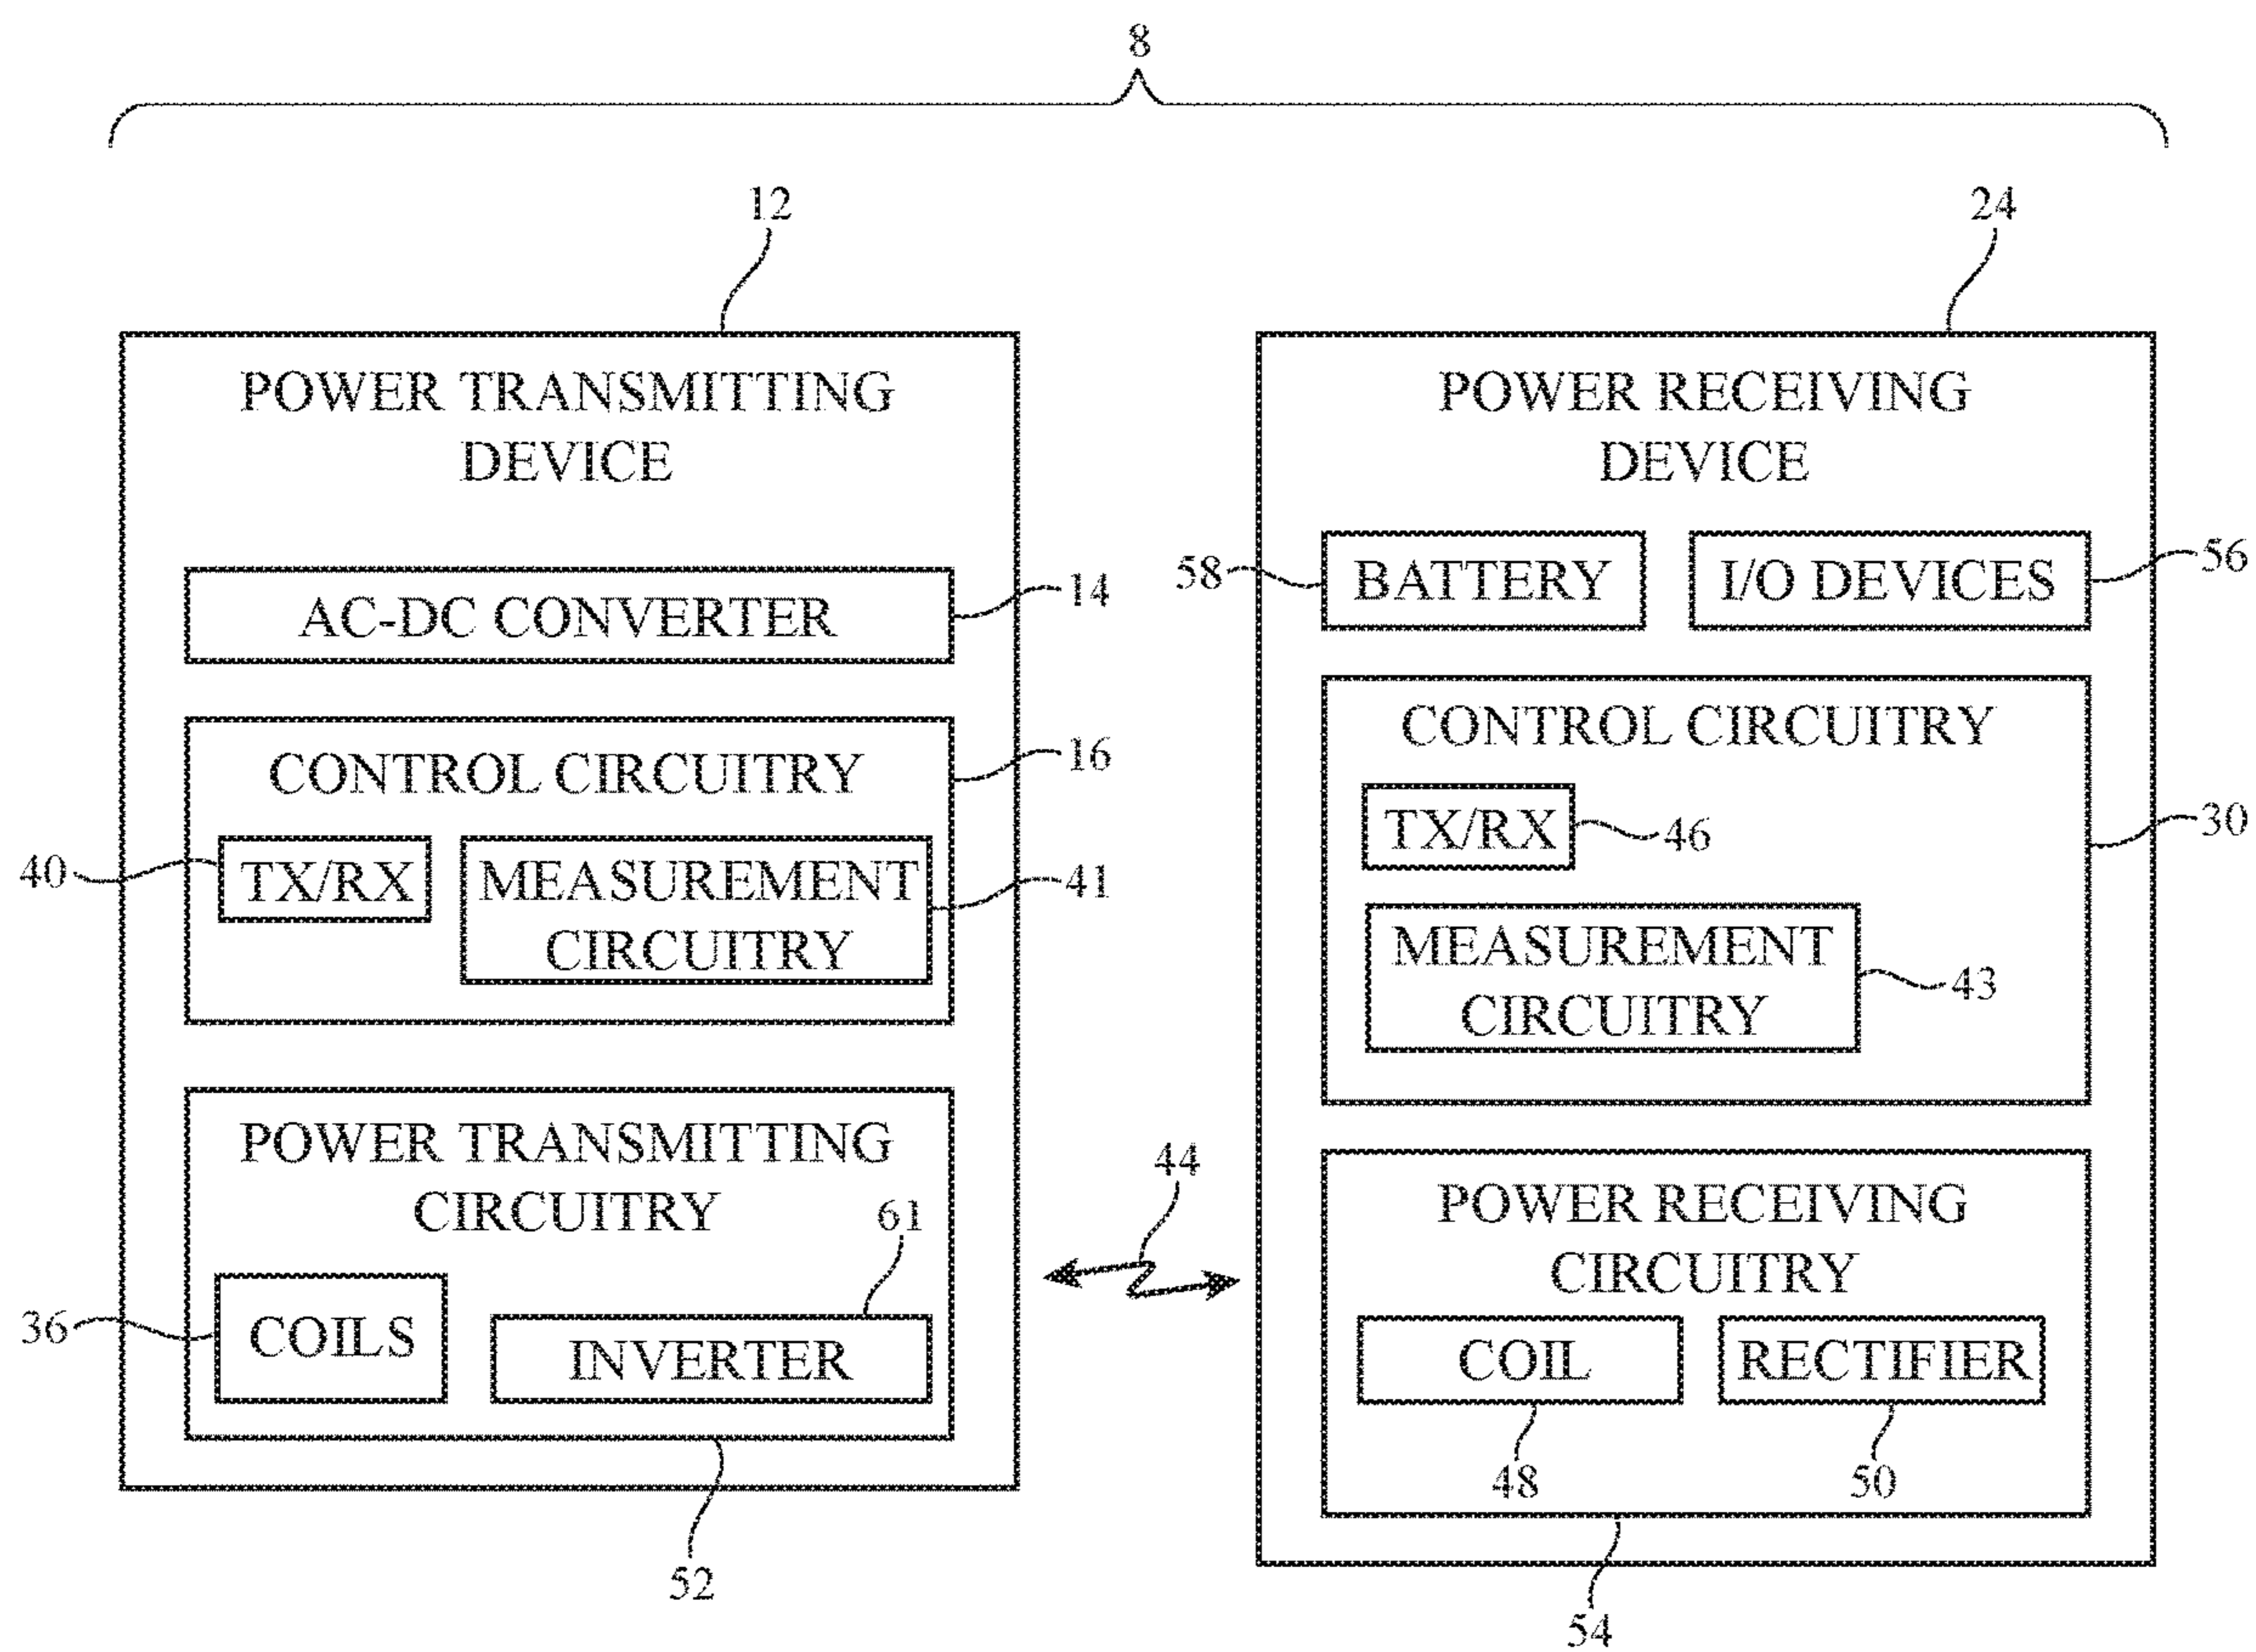 8
12
24
POWER TRANSMITTING
DEVICE
AC-DC CONVERTER
14
CONTROL CIRCUITRY
16
40
TX/RX
MEASUREMENT
CIRCUITRY
41
POWER TRANSMITTING
CIRCUITRY
61
36
COILS
INVERTER
52
44
POWER RECEIVING
DEVICE
58
BATTERY
I/O DEVICES
56
CONTROL CIRCUITRY
TX/RX
46
30
MEASUREMENT
CIRCUITRY
43
POWER RECEIVING
CIRCUITRY
COIL
RECTIFIER
48
50
54